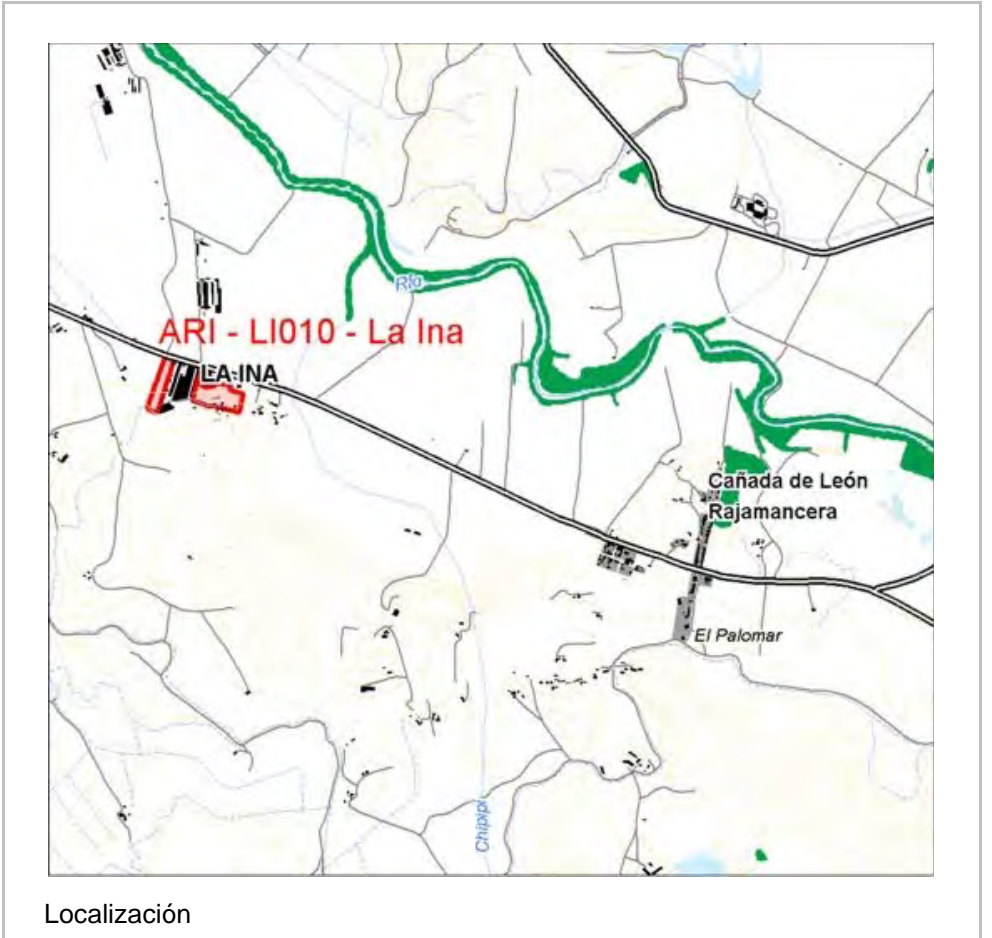 Río
ARI - LI010 - La Ina
LA INA
Cañada de León
Rajamancera
El Palomar
Chipipi
Localización